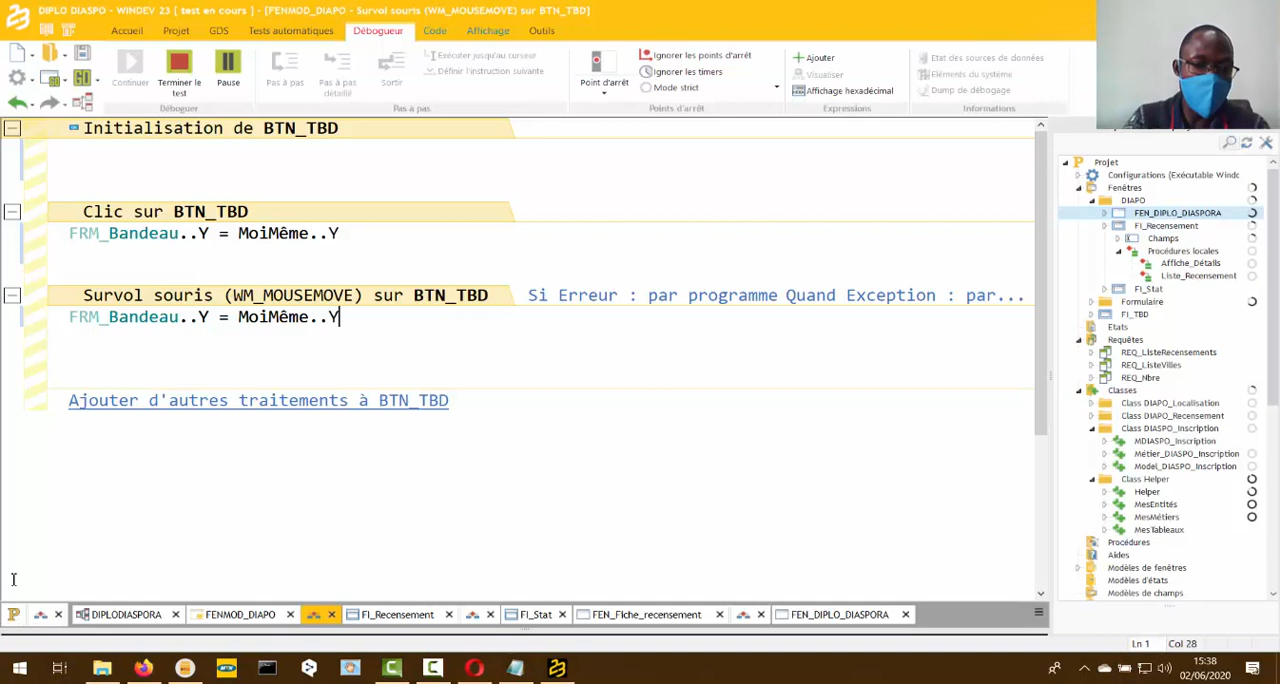 DIPLO DIASPO - WINDEV 23 [ test en cours ] - [FENMOD_DIAPO - Survol souris (WM_MOUSEMOVE) sur BTN_TBD]
Accueil Projet GDS Tests automatiques Débogueur Code Affichage Outils
Continuer Terminer le test Pause
Pas à pas Pas à pas détaillé Sortir
Exécuter jusqu'au curseur
Définir l'instruction suivante
Point d'arrêt
Ignorer les points d'arrêt
Ignorer les timers
Mode strict
Ajouter
Visualiser
Affichage hexadécimal
Etat des sources de données
Eléments du système
Dump de débogage
Déboguer Pas à pas Points d'arrêt Expressions Informations
Initialisation de BTN_TBD
Clic sur BTN_TBD
FRM_Bandeau..Y = MoiMême..Y
Survol souris (WM_MOUSEMOVE) sur BTN_TBD Si Erreur : par programme Quand Exception : par...
FRM_Bandeau..Y = MoiMême..Y
Ajouter d'autres traitements à BTN_TBD
Projet
Configurations (Exécutable Windc
Fenêtres
DIAPO
FEN_DIPLO_DIASPORA
FI_Recensement
Champs
Procédures locales
Affiche_Détails
Liste_Recensement
FI_Stat
Formulaire
FI_TBD
Etats
Requêtes
REQ_ListeRecensements
REQ_ListeVilles
REQ_Nbre
Classes
Class DIAPO_Localisation
Class DIAPO_Recensement
Class DIASPO_Inscription
MDIASPO_Inscription
Métier_DIASPO_Inscription
Model_DIASPO_Inscription
Class Helper
Helper
MesEntités
MesMétiers
MesTableaux
Procédures
Aides
Modèles de fenêtres
Modèles d'états
Modèles de champs
DIPLODIASPORA FENMOD_DIAPO FI_Recensement FI_Stat FEN_Fiche_recensement FEN_DIPLO_DIASPORA
Ln 1 Col 28
15:38
02/06/2020